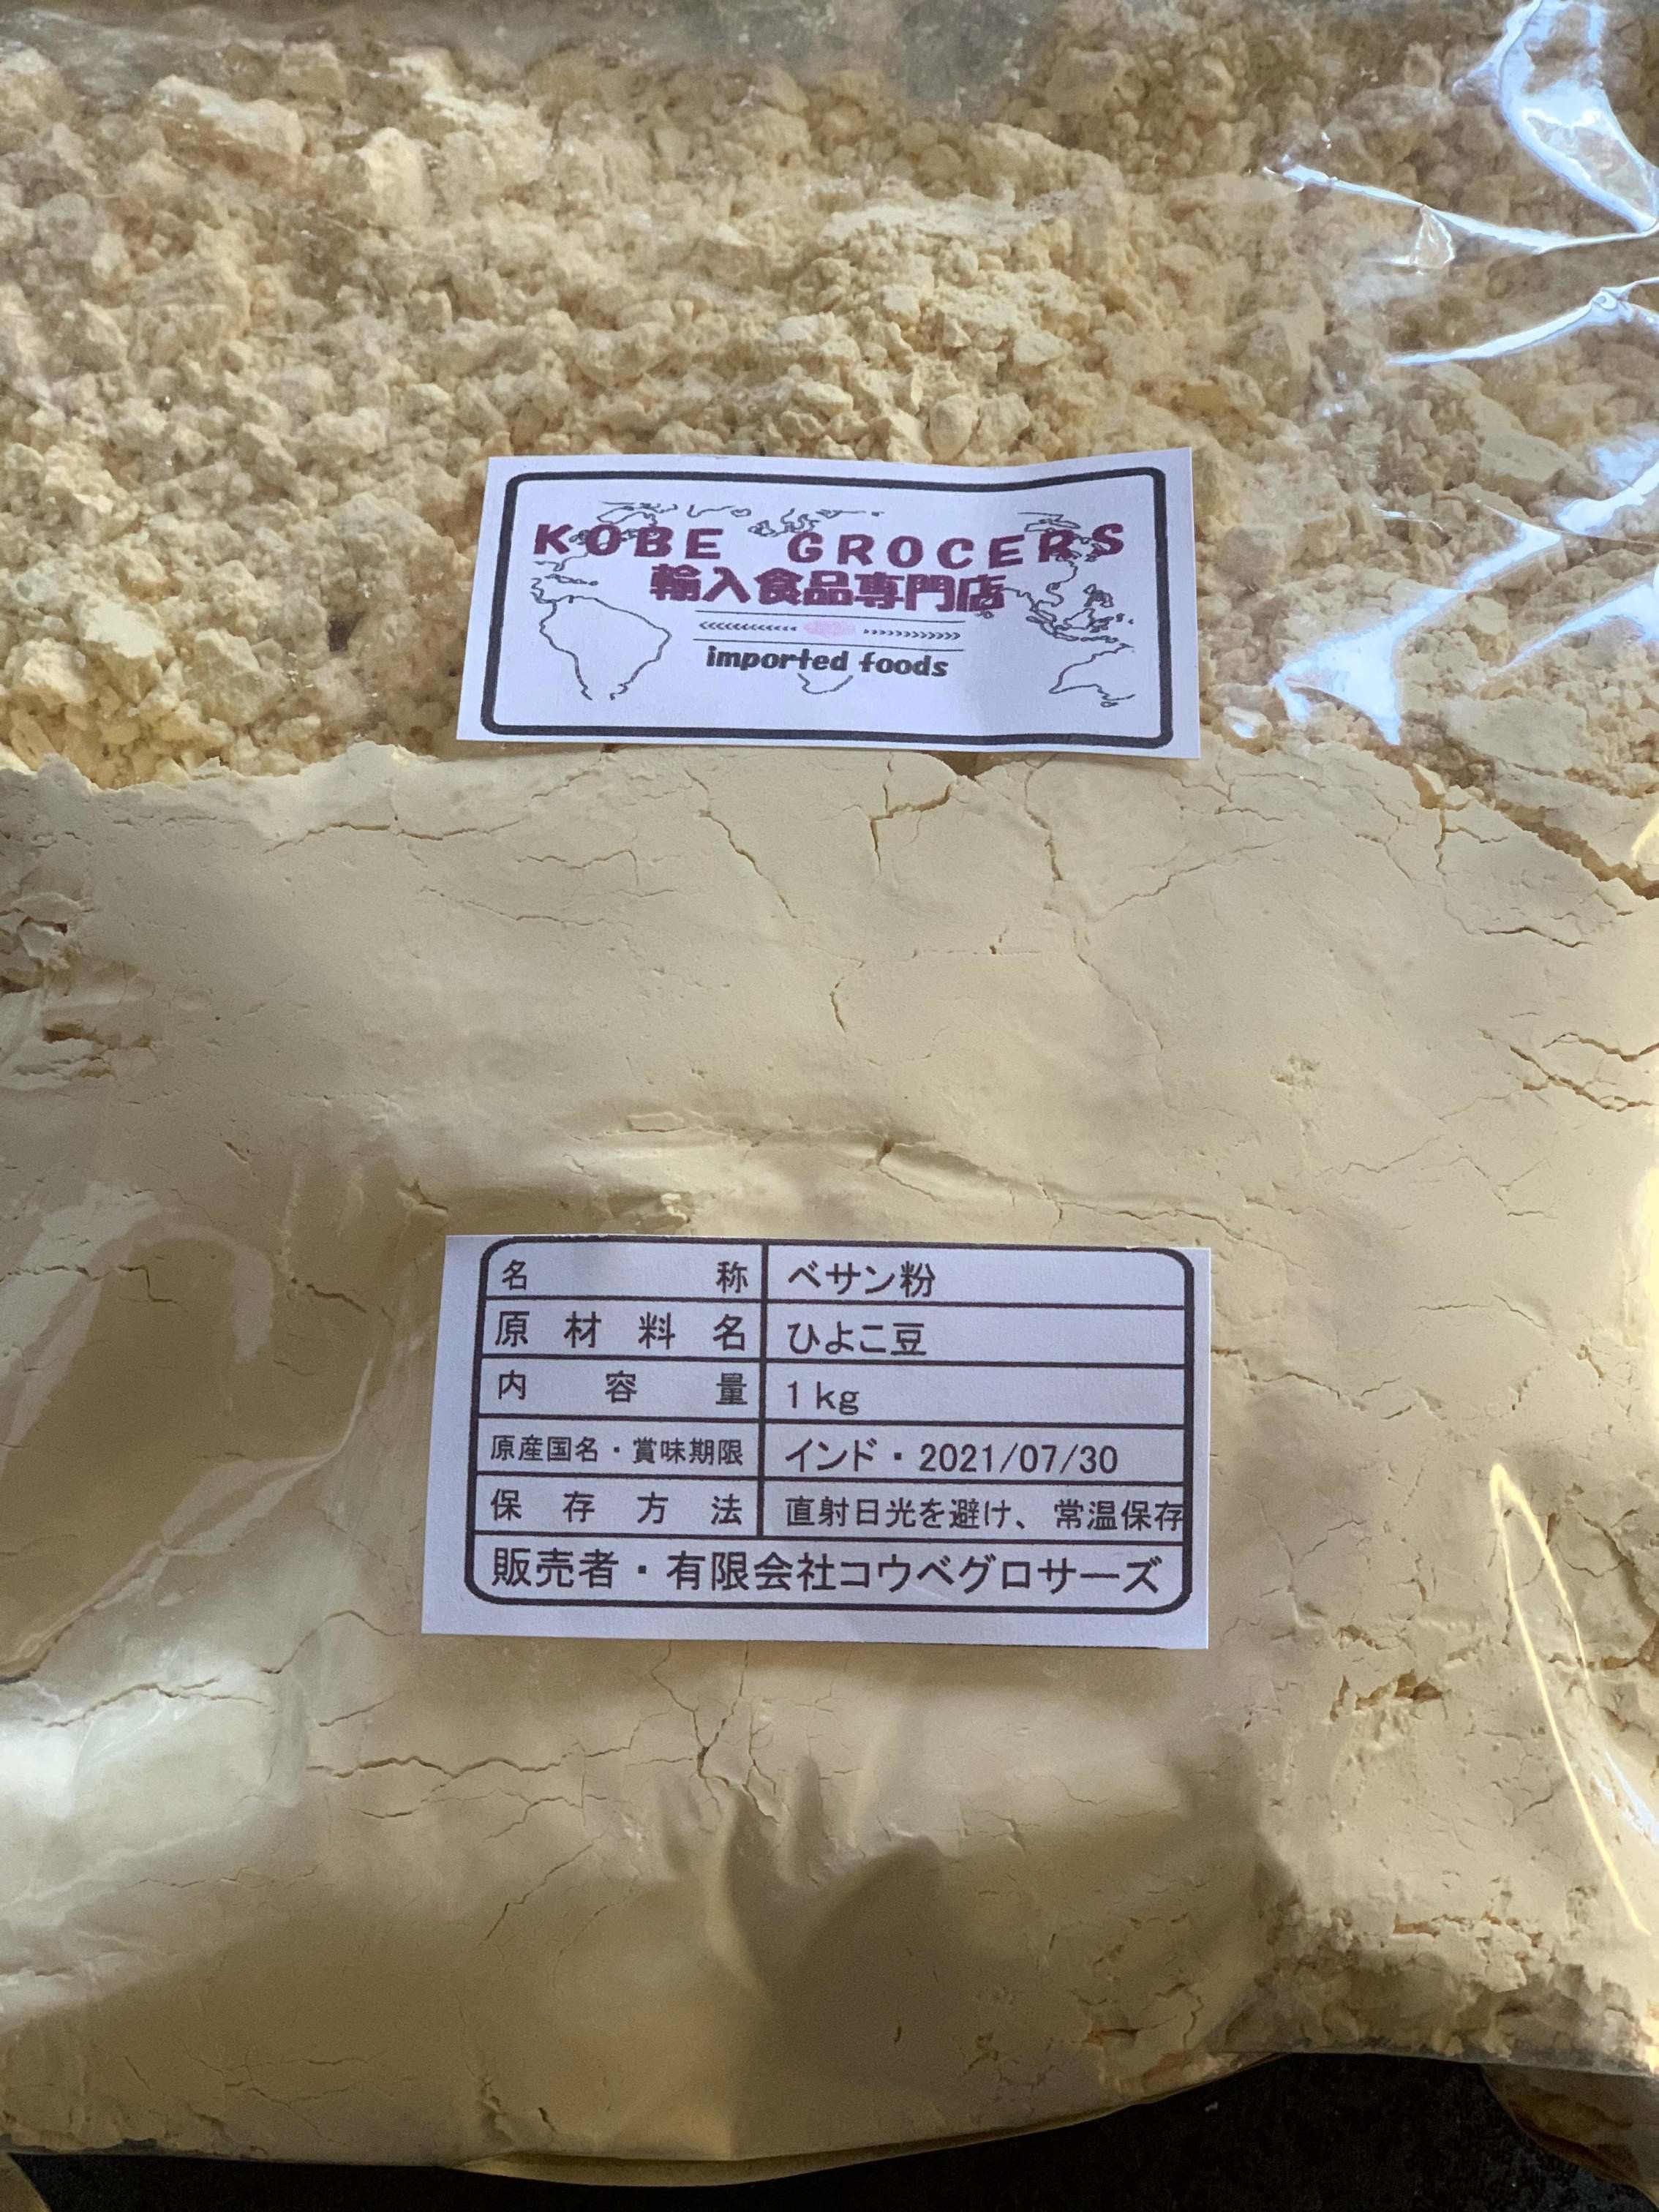 KOBE GROCERS
輸入食品専門店
imported foods
名称 ベサン粉
原材料名 ひよこ豆
内容量 1kg
原産国名・賞味期限 インド・2021/07/30
保存方法 直射日光を避け、常温保存
販売者・有限会社コウベグロサーズ